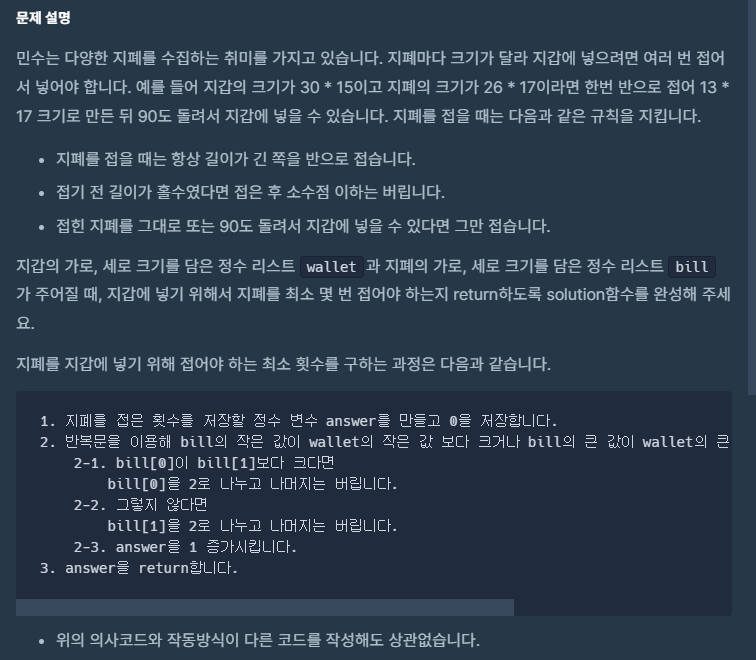 문제 설명
민수는 다양한 지폐를 수집하는 취미를 가지고 있습니다. 지폐마다 크기가 달라 지갑에 넣으려면 여러 번 접어
서 넣어야 합니다. 예를 들어 지갑의 크기가 30 * 15이고 지폐의 크기가 26 * 17이라면 한번 반으로 접어 13 *
17 크기로 만든 뒤 90도 돌려서 지갑에 넣을 수 있습니다. 지폐를 접을 때는 다음과 같은 규칙을 지킵니다.
• 지폐를 접을 때는 항상 길이가 긴 쪽을 반으로 접습니다.
• 접기 전 길이가 홀수였다면 접은 후 소수점 이하는 버립니다.
• 접힌 지폐를 그대로 또는 90도 돌려서 지갑에 넣을 수 있다면 그만 접습니다.
지갑의 가로, 세로 크기를 담은 정수 리스트 wallet 과 지폐의 가로, 세로 크기를 담은 정수 리스트 bill
가 주어질 때, 지갑에 넣기 위해서 지폐를 최소 몇 번 접어야 하는지 return하도록 solution함수를 완성해 주세
요.
지폐를 지갑에 넣기 위해 접어야 하는 최소 횟수를 구하는 과정은 다음과 같습니다.
1. 지폐를 접은 횟수를 저장할 정수 변수 answer를 만들고 0을 저장합니다.
2. 반복문을 이용해 bill의 작은 값이 wallet의 작은 값 보다 크거나 bill의 큰 값이 wallet의 큰
2-1. bill[0]이 bill[1]보다 크다면
bill[0]을 2로 나누고 나머지는 버립니다.
2-2. 그렇지 않다면
bill[1]을 2로 나누고 나머지는 버립니다.
2-3. answer을 1 증가시킵니다.
3. answer을 return합니다.
• 위의 의사코드와 작동방식이 다른 코드를 작성해도 상관없습니다.